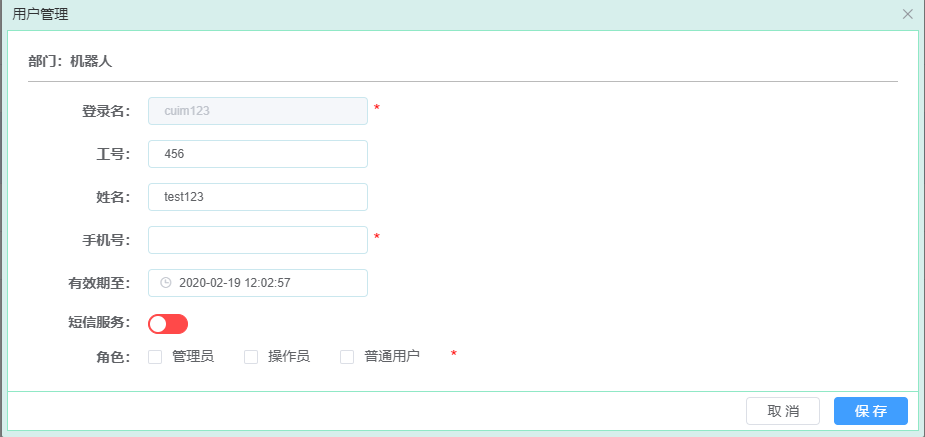 用户管理
部门：机器人
登录名： cuim123 *
工号： 456
姓名： test123
手机号： *
有效期至： 2020-02-19 12:02:57
短信服务：
角色： 管理员 操作员 普通用户 *
取 消 保 存